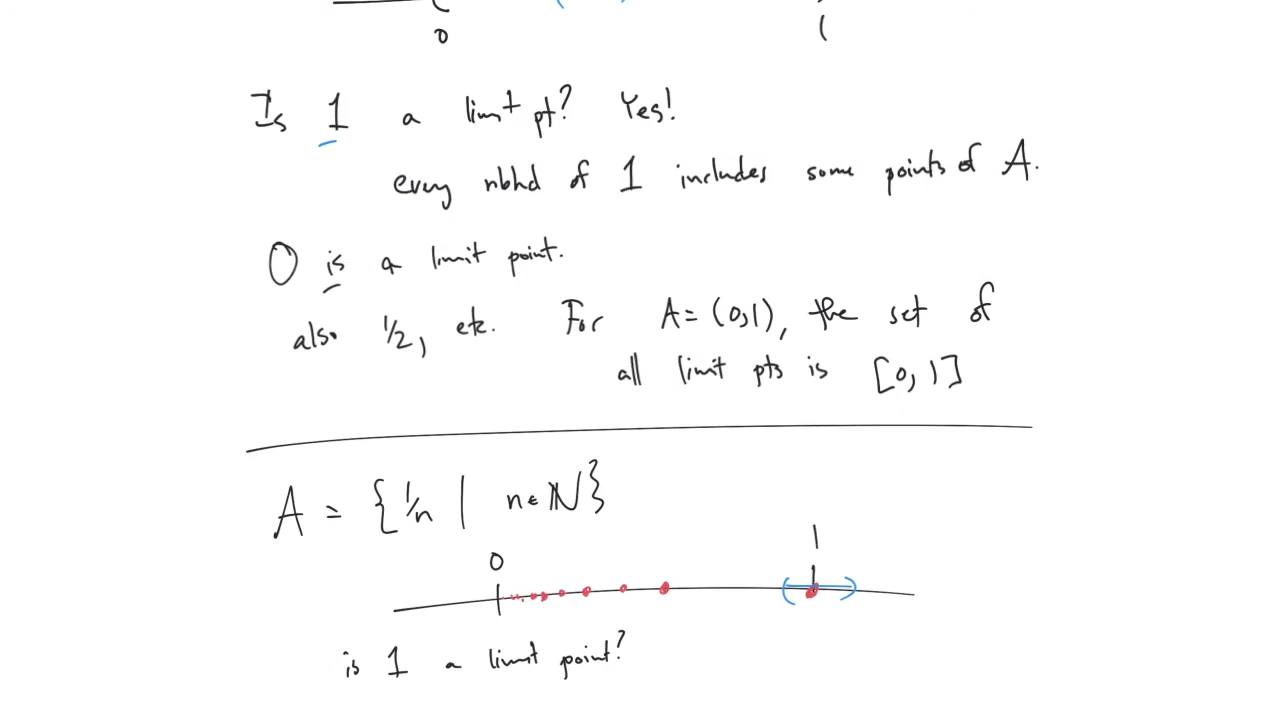 0 1
Is 1 a limit pt? Yes!
every nbhd of 1 includes some points of A.
0 is a limit point.
also 1/2, etc. For A = (0,1), the set of
all limit pts is [0, 1]
A = {1/n | n ∈ ℕ}
0 1
is 1 a limit point?